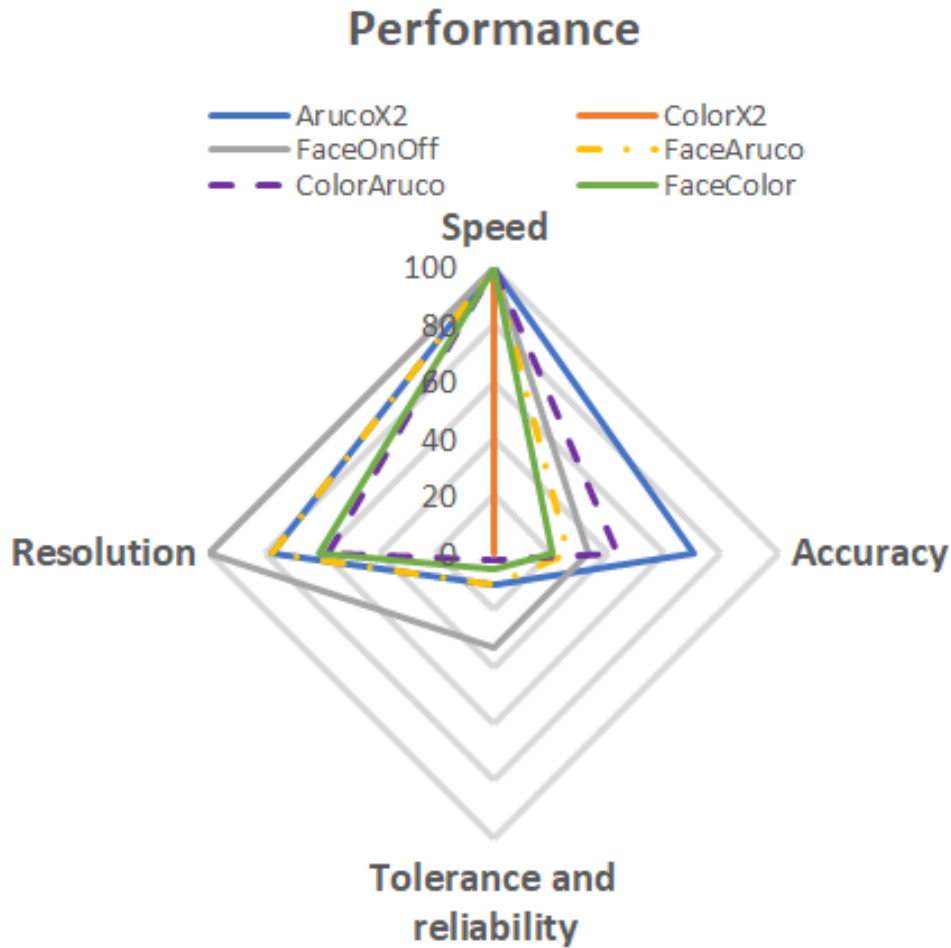 Performance
ArucoX2 ColorX2
FaceOnOff FaceAruco
ColorAruco FaceColor
Speed
100
80
60
40
20
0
Resolution Accuracy
Tolerance and
reliability